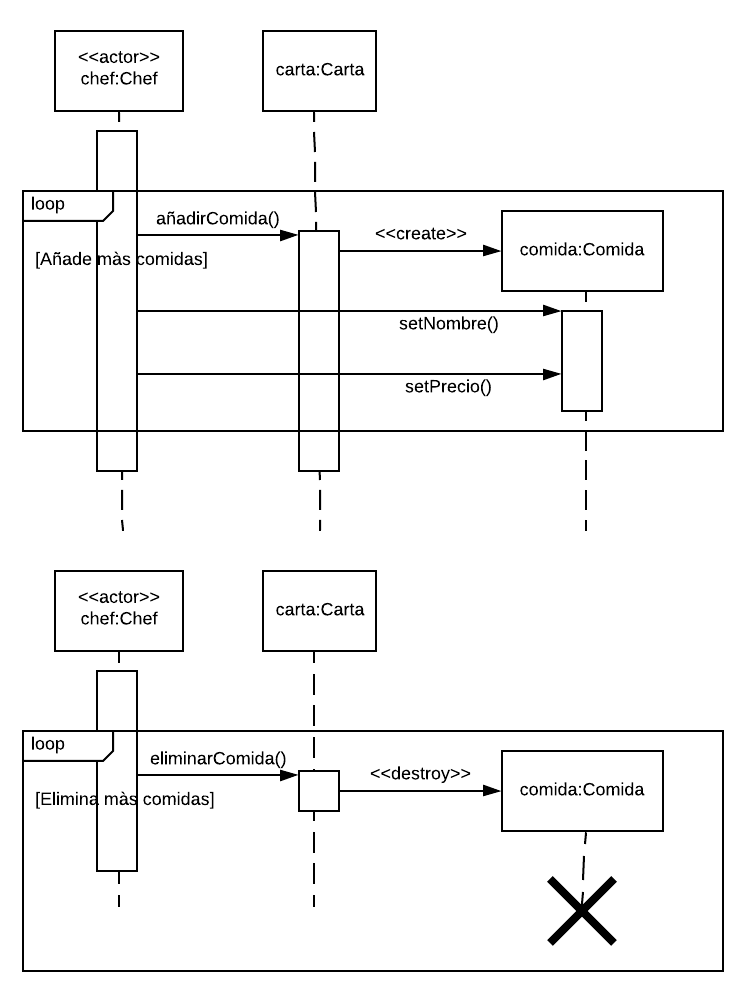 <<actor>>
chef:Chef
carta:Carta
loop
añadirComida()
<<create>>
comida:Comida
[Añade màs comidas]
setNombre()
setPrecio()
<<actor>>
chef:Chef
carta:Carta
loop
eliminarComida()
<<destroy>>
comida:Comida
[Elimina màs comidas]